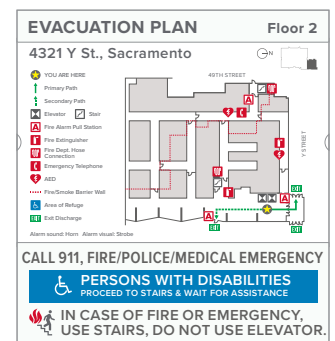 EVACUATION PLAN Floor 2
4321 Y St., Sacramento
N
YOU ARE HERE
Primary Path
Secondary Path
Elevator Stair
A Fire Alarm Pull Station
Fire Extinguisher
Fire Dept. Hose
Connection
Emergency Telephone
AED
Fire/Smoke Barrier Wall
Area of Refuge
EXIT Exit Discharge
Alarm sound: Horn Alarm visual: Strobe
49TH STREET
A
Y STREET
A
EXIT
A
EXIT
EXIT
CALL 911, FIRE/POLICE/MEDICAL EMERGENCY
PERSONS WITH DISABILITIES
PROCEED TO STAIRS & WAIT FOR ASSISTANCE
IN CASE OF FIRE OR EMERGENCY,
USE STAIRS, DO NOT USE ELEVATOR.